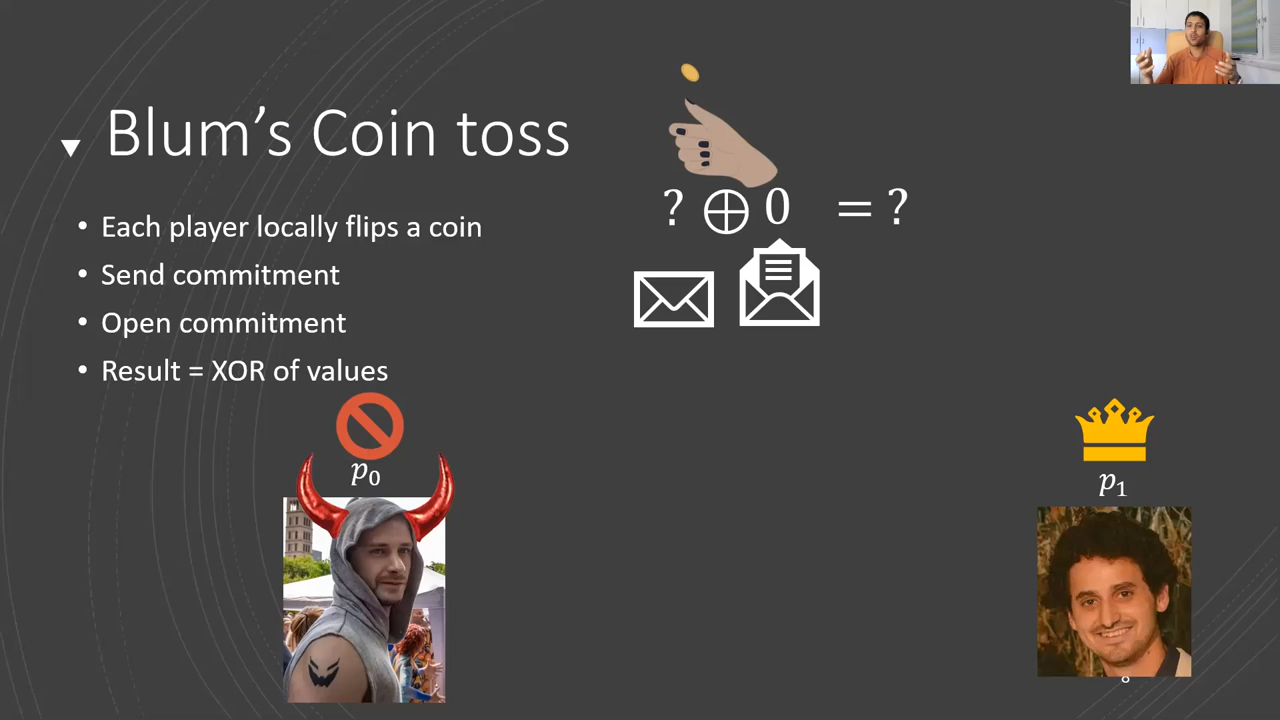 Blum's Coin toss
? ⊕ 0 = ?
• Each player locally flips a coin
• Send commitment
• Open commitment
• Result = XOR of values
p₀
p₁
8